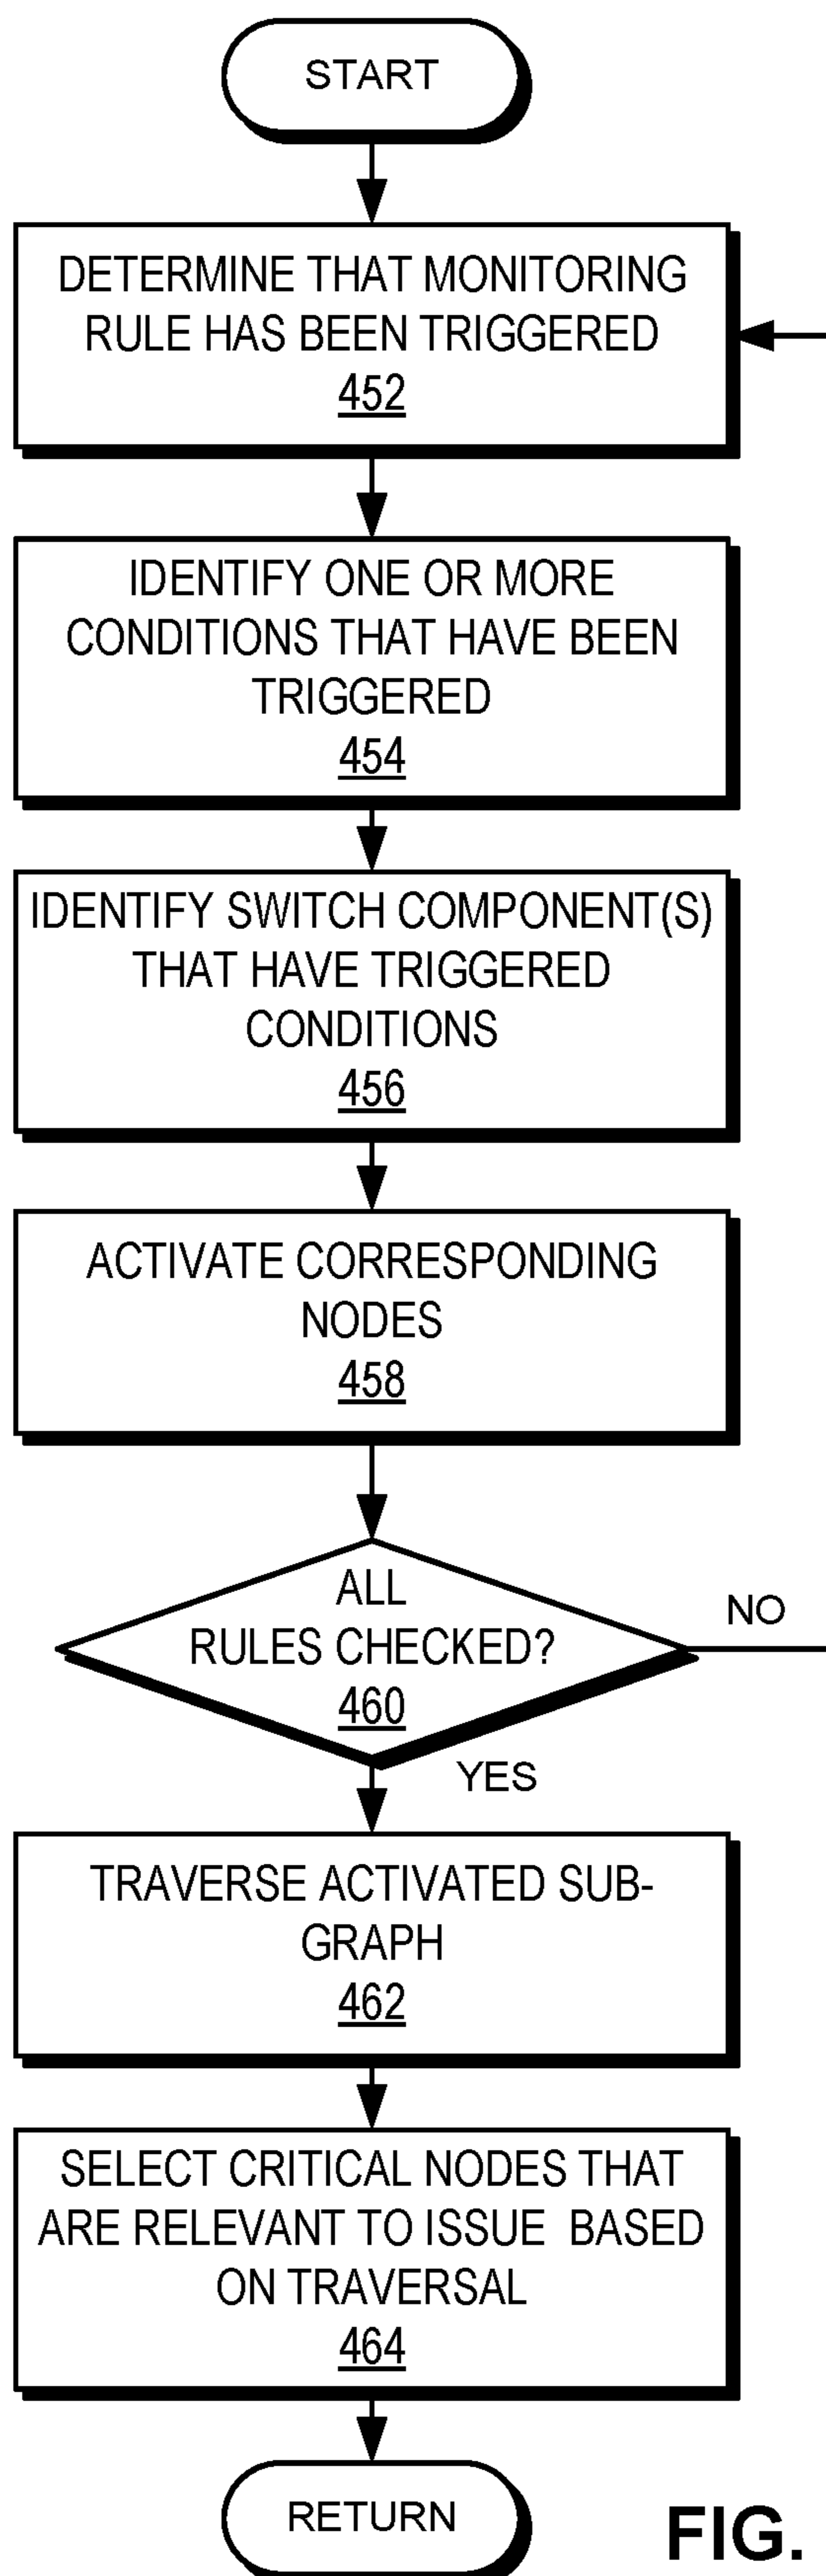 START
DETERMINE THAT MONITORING
RULE HAS BEEN TRIGGERED
452
IDENTIFY ONE OR MORE
CONDITIONS THAT HAVE BEEN
TRIGGERED
454
IDENTIFY SWITCH COMPONENT(S)
THAT HAVE TRIGGERED
CONDITIONS
456
ACTIVATE CORRESPONDING
NODES
458
ALL
RULES CHECKED?
460
NO
YES
TRAVERSE ACTIVATED SUB-
GRAPH
462
SELECT CRITICAL NODES THAT
ARE RELEVANT TO ISSUE BASED
ON TRAVERSAL
464
RETURN
FIG.